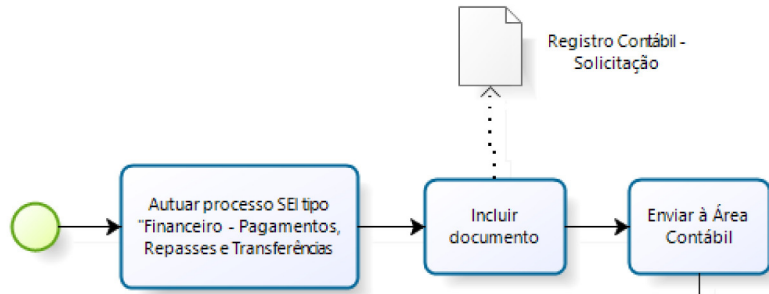 Registro Contábil -
Solicitação
Autuar processo SEI tipo
"Financeiro - Pagamentos,
Repasses e Transferências
Incluir
documento
Enviar à Área
Contábil